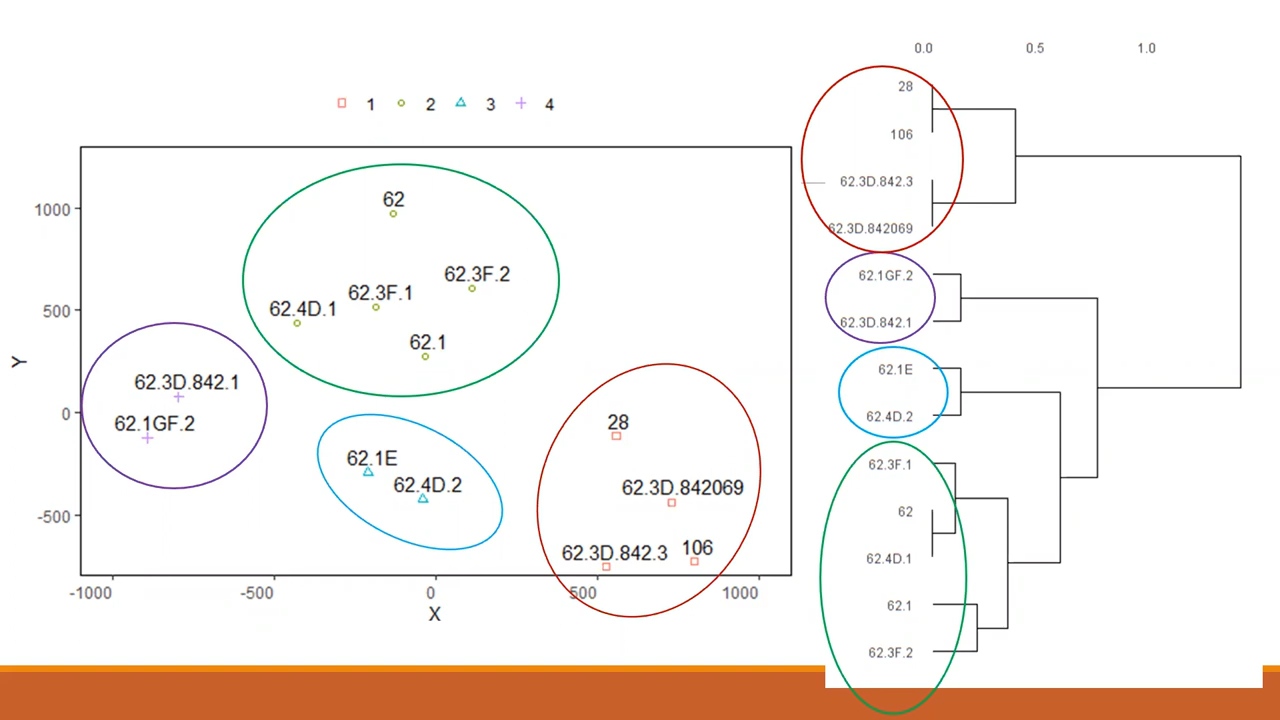 1 2 3 4
1000
500
0
-500
Y
62
62.3F.2
62.3F.1
62.4D.1
62.1
62.3D.842.1
62.1GF.2
62.1E
62.4D.2
28
62.3D.842069
106
62.3D.842.3
-1000 -500 0 500 1000
X
0.0 0.5 1.0
28
106
62.3D.842.3
62.3D.842069
62.1GF.2
62.3D.842.1
62.1E
62.4D.2
62.3F.1
62
62.4D.1
62.1
62.3F.2